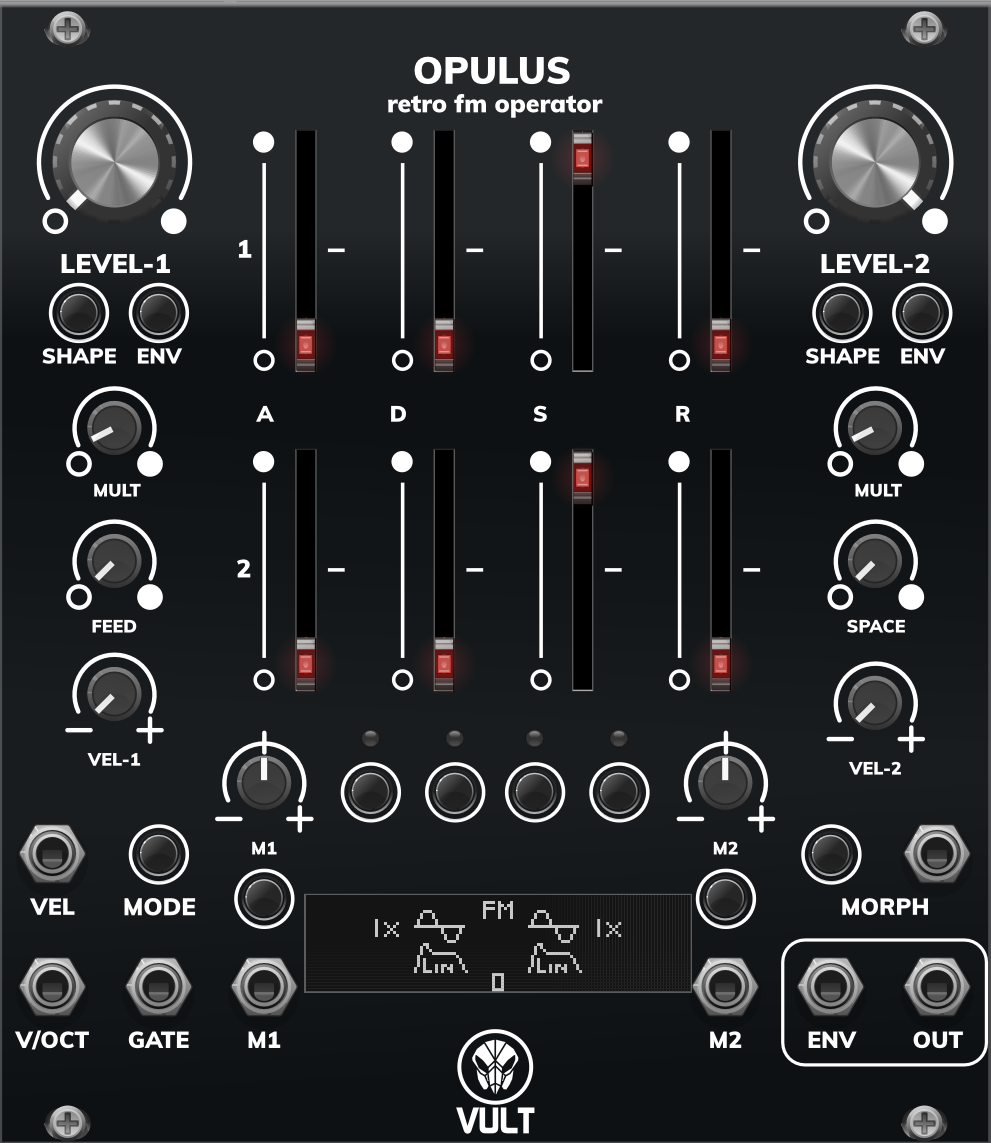 OPULUS
retro fm operator
1
LEVEL-1
LEVEL-2
SHAPE ENV
SHAPE ENV
A D S R
MULT
MULT
2
FEED
SPACE
VEL-1
VEL-2
M1
M2
VEL
MODE
MORPH
FM
1x
1x
LIN
LIN
0
V/OCT
GATE
M1
M2
ENV
OUT
VULT